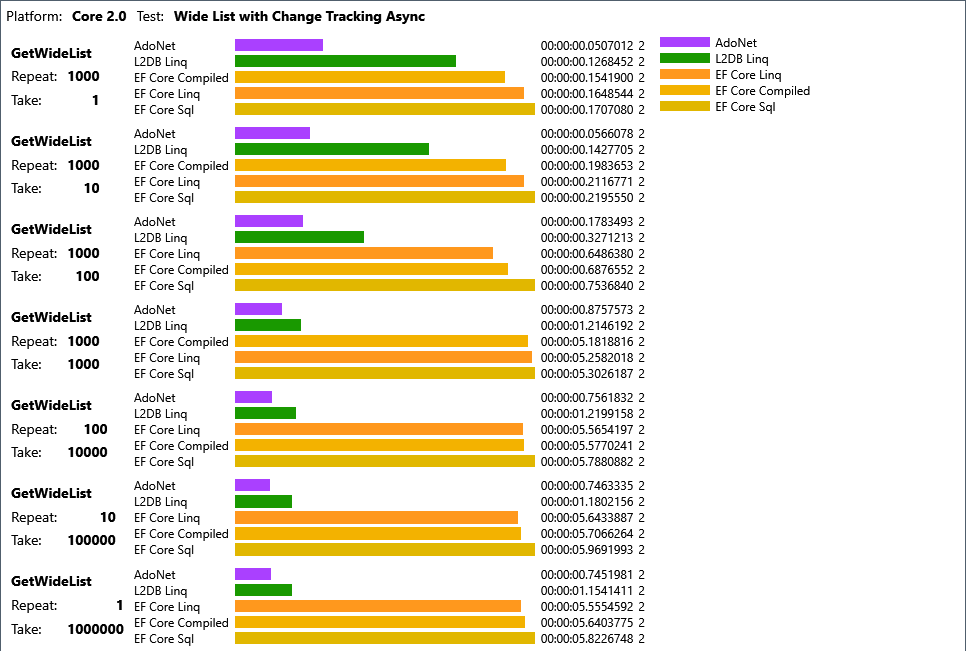 Platform: Core 2.0 Test: Wide List with Change Tracking Async
GetWideList
Repeat: 1000
Take: 1
AdoNet 00:00:00.0507012 2
L2DB Linq 00:00:00.1268452 2
EF Core Compiled 00:00:00.1541900 2
EF Core Linq 00:00:00.1648544 2
EF Core Sql 00:00:00.1707080 2
AdoNet
L2DB Linq
EF Core Linq
EF Core Compiled
EF Core Sql
GetWideList
Repeat: 1000
Take: 10
AdoNet 00:00:00.0566078 2
L2DB Linq 00:00:00.1427705 2
EF Core Compiled 00:00:00.1983653 2
EF Core Linq 00:00:00.2116771 2
EF Core Sql 00:00:00.2195550 2
GetWideList
Repeat: 1000
Take: 100
AdoNet 00:00:00.1783493 2
L2DB Linq 00:00:00.3271213 2
EF Core Linq 00:00:00.6486380 2
EF Core Compiled 00:00:00.6876552 2
EF Core Sql 00:00:00.7536840 2
GetWideList
Repeat: 1000
Take: 1000
AdoNet 00:00:00.8757573 2
L2DB Linq 00:00:01.2146192 2
EF Core Compiled 00:00:05.1818816 2
EF Core Linq 00:00:05.2582018 2
EF Core Sql 00:00:05.3026187 2
GetWideList
Repeat: 100
Take: 10000
AdoNet 00:00:00.7561832 2
L2DB Linq 00:00:01.2199158 2
EF Core Linq 00:00:05.5654197 2
EF Core Compiled 00:00:05.5770241 2
EF Core Sql 00:00:05.7880882 2
GetWideList
Repeat: 10
Take: 100000
AdoNet 00:00:00.7463335 2
L2DB Linq 00:00:01.1802156 2
EF Core Linq 00:00:05.6433887 2
EF Core Compiled 00:00:05.7066264 2
EF Core Sql 00:00:05.9691993 2
GetWideList
Repeat: 1
Take: 1000000
AdoNet 00:00:00.7451981 2
L2DB Linq 00:00:01.1541411 2
EF Core Linq 00:00:05.5554592 2
EF Core Compiled 00:00:05.6403775 2
EF Core Sql 00:00:05.8226748 2